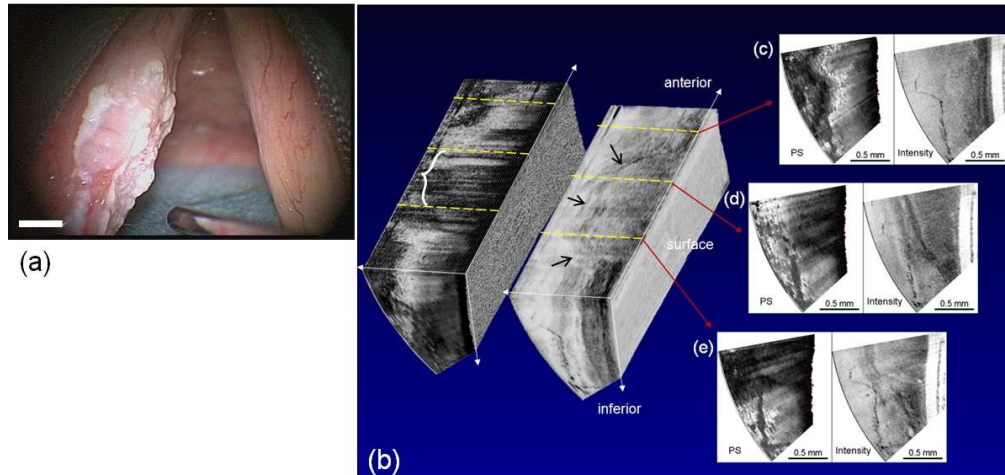 (a)
(b)
anterior
surface
inferior
(c)
PS
0.5 mm
Intensity
0.5 mm
(d)
PS
0.5 mm
Intensity
0.5 mm
(e)
PS
0.5 mm
Intensity
0.5 mm